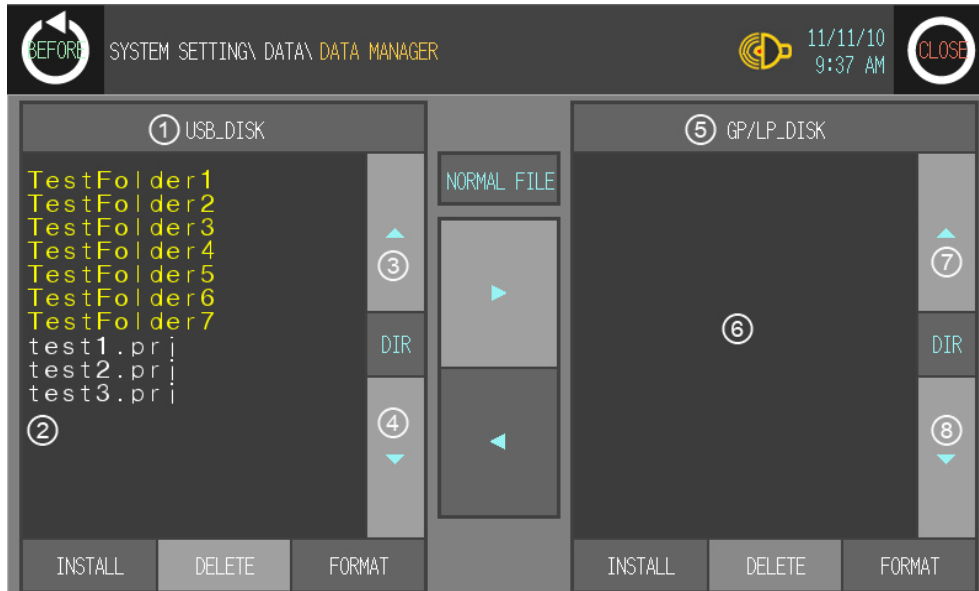 BEFORE
SYSTEM SETTING\ DATA\ DATA MANAGER
11/11/10
9:37 AM
CLOSE
① USB_DISK
TestFolder1
TestFolder2
TestFolder3
TestFolder4
TestFolder5
TestFolder6
TestFolder7
test1.prj
test2.prj
test3.prj
②
③
DIR
④
INSTALL DELETE FORMAT
NORMAL FILE
⑤ GP/LP_DISK
⑥
⑦
DIR
⑧
INSTALL DELETE FORMAT